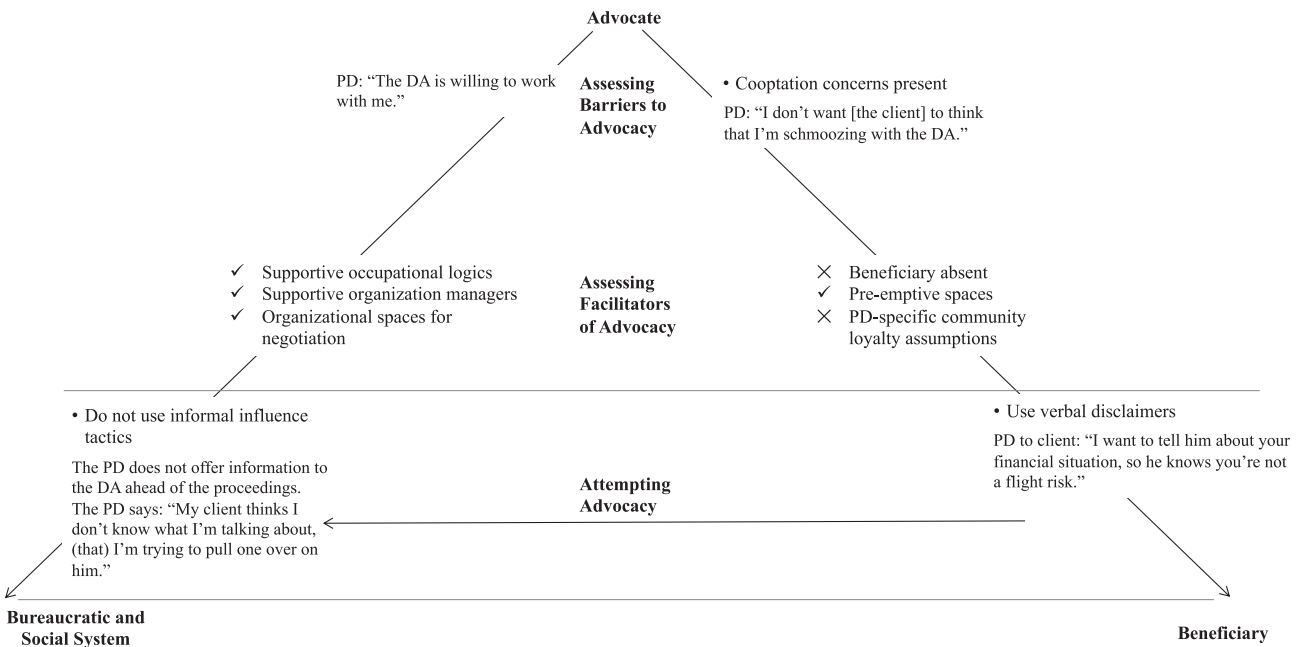 Advocate
PD: “The DA is willing to work
with me.”
Assessing
Barriers to
Advocacy
• Cooptation concerns present
PD: “I don’t want [the client] to think
that I’m schmoozing with the DA.”
✓ Supportive occupational logics
✓ Supportive organization managers
✓ Organizational spaces for
negotiation
Assessing
Facilitators
of Advocacy
✕ Beneficiary absent
✓ Pre-emptive spaces
✕ PD-specific community
loyalty assumptions
• Do not use informal influence
tactics
The PD does not offer information to
the DA ahead of the proceedings.
The PD says: “My client thinks I
don’t know what I’m talking about,
(that) I’m trying to pull one over on
him.”
Attempting
Advocacy
• Use verbal disclaimers
PD to client: “I want to tell him about your
financial situation, so he knows you’re not
a flight risk.”
Bureaucratic and
Social System
Beneficiary